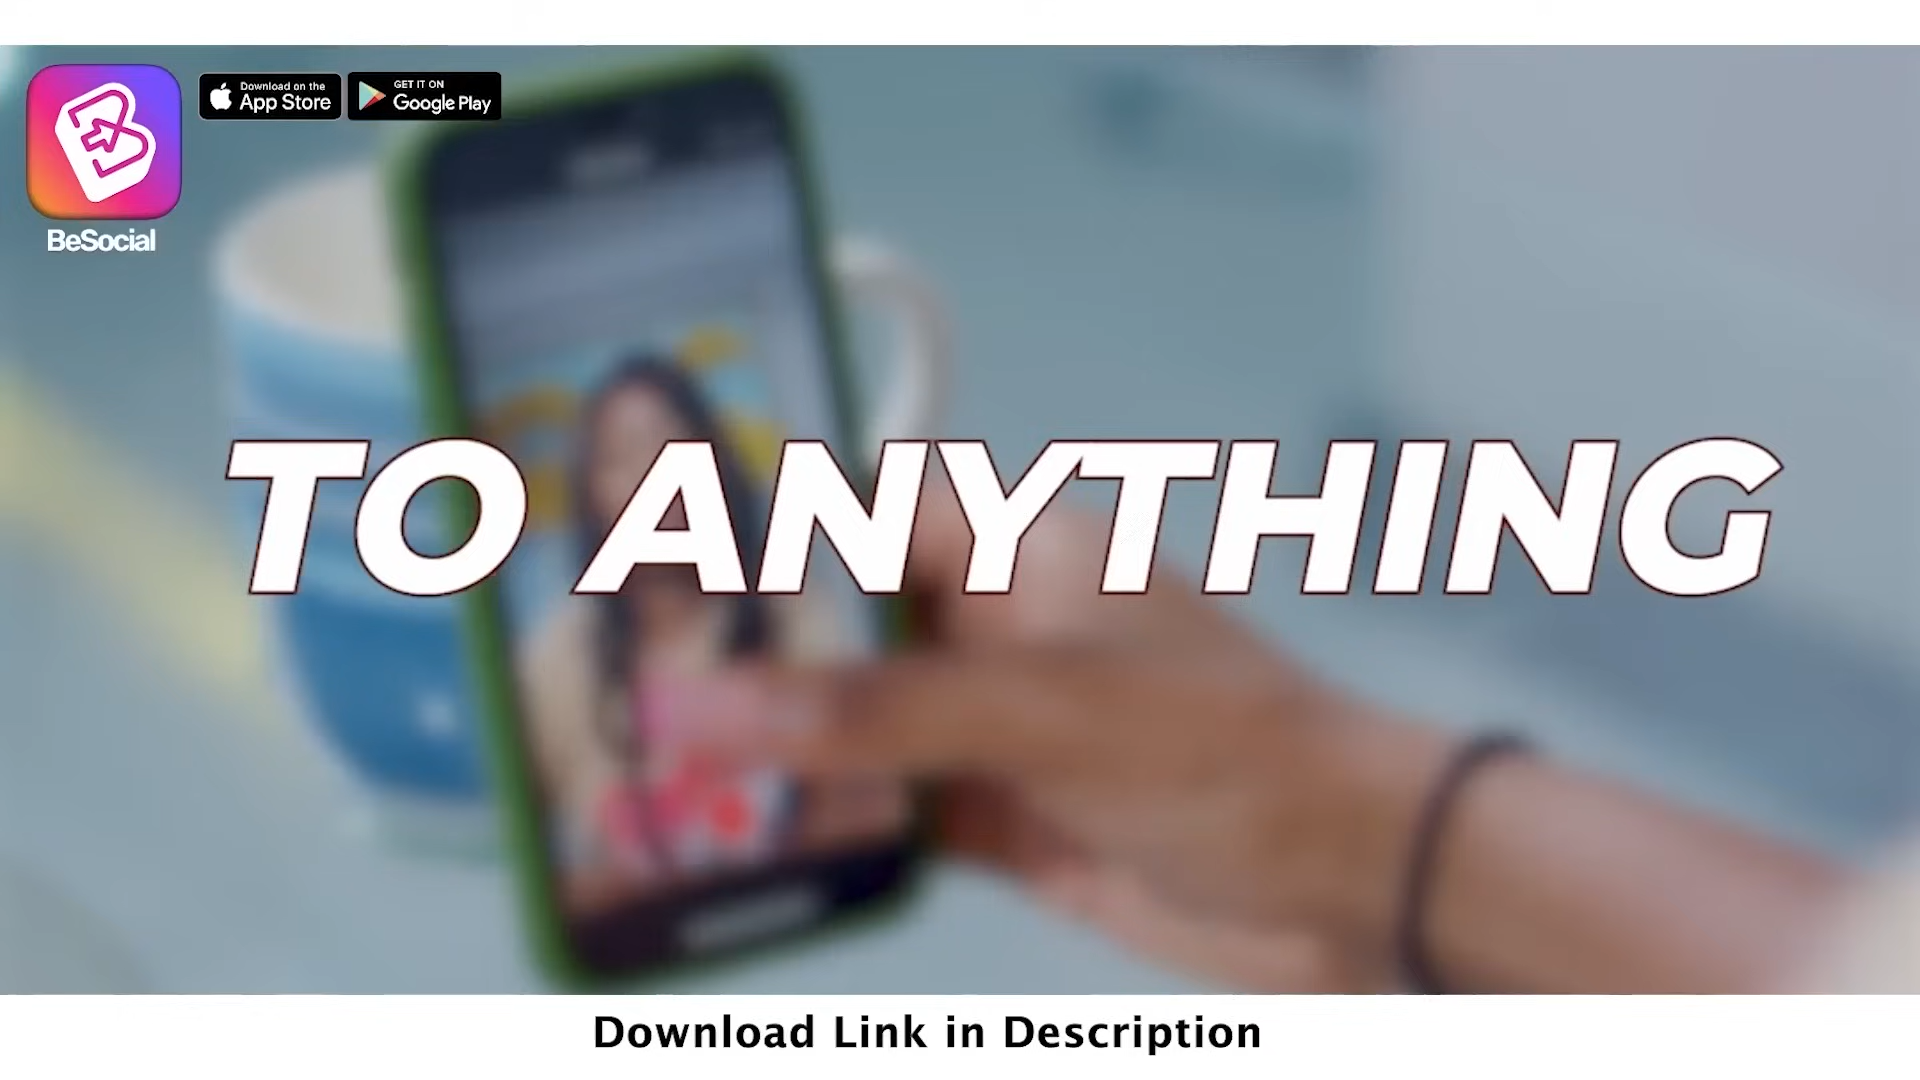 Download on the
App Store
GET IT ON
Google Play
BeSocial
TO ANYTHING
Download Link in Description